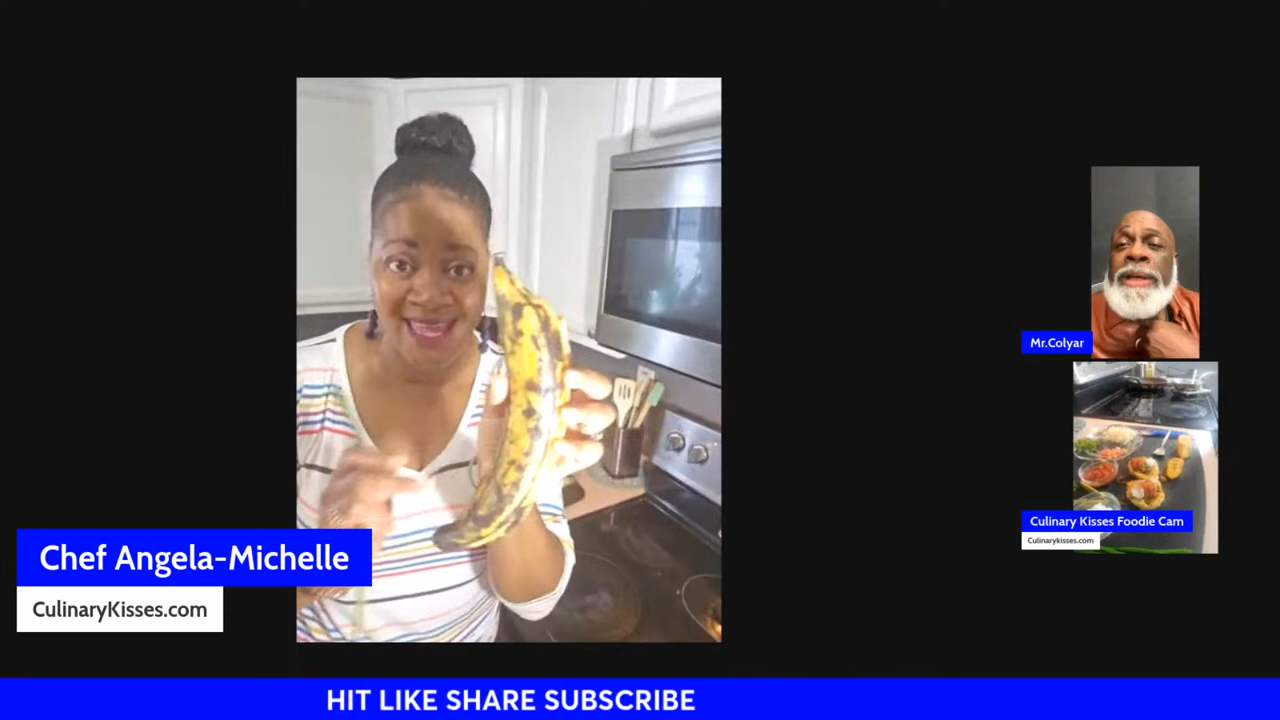 Mr.Colyar
Culinary Kisses Foodie Cam
Culinarykisses.com
Chef Angela-Michelle
CulinaryKisses.com
HIT LIKE SHARE SUBSCRIBE